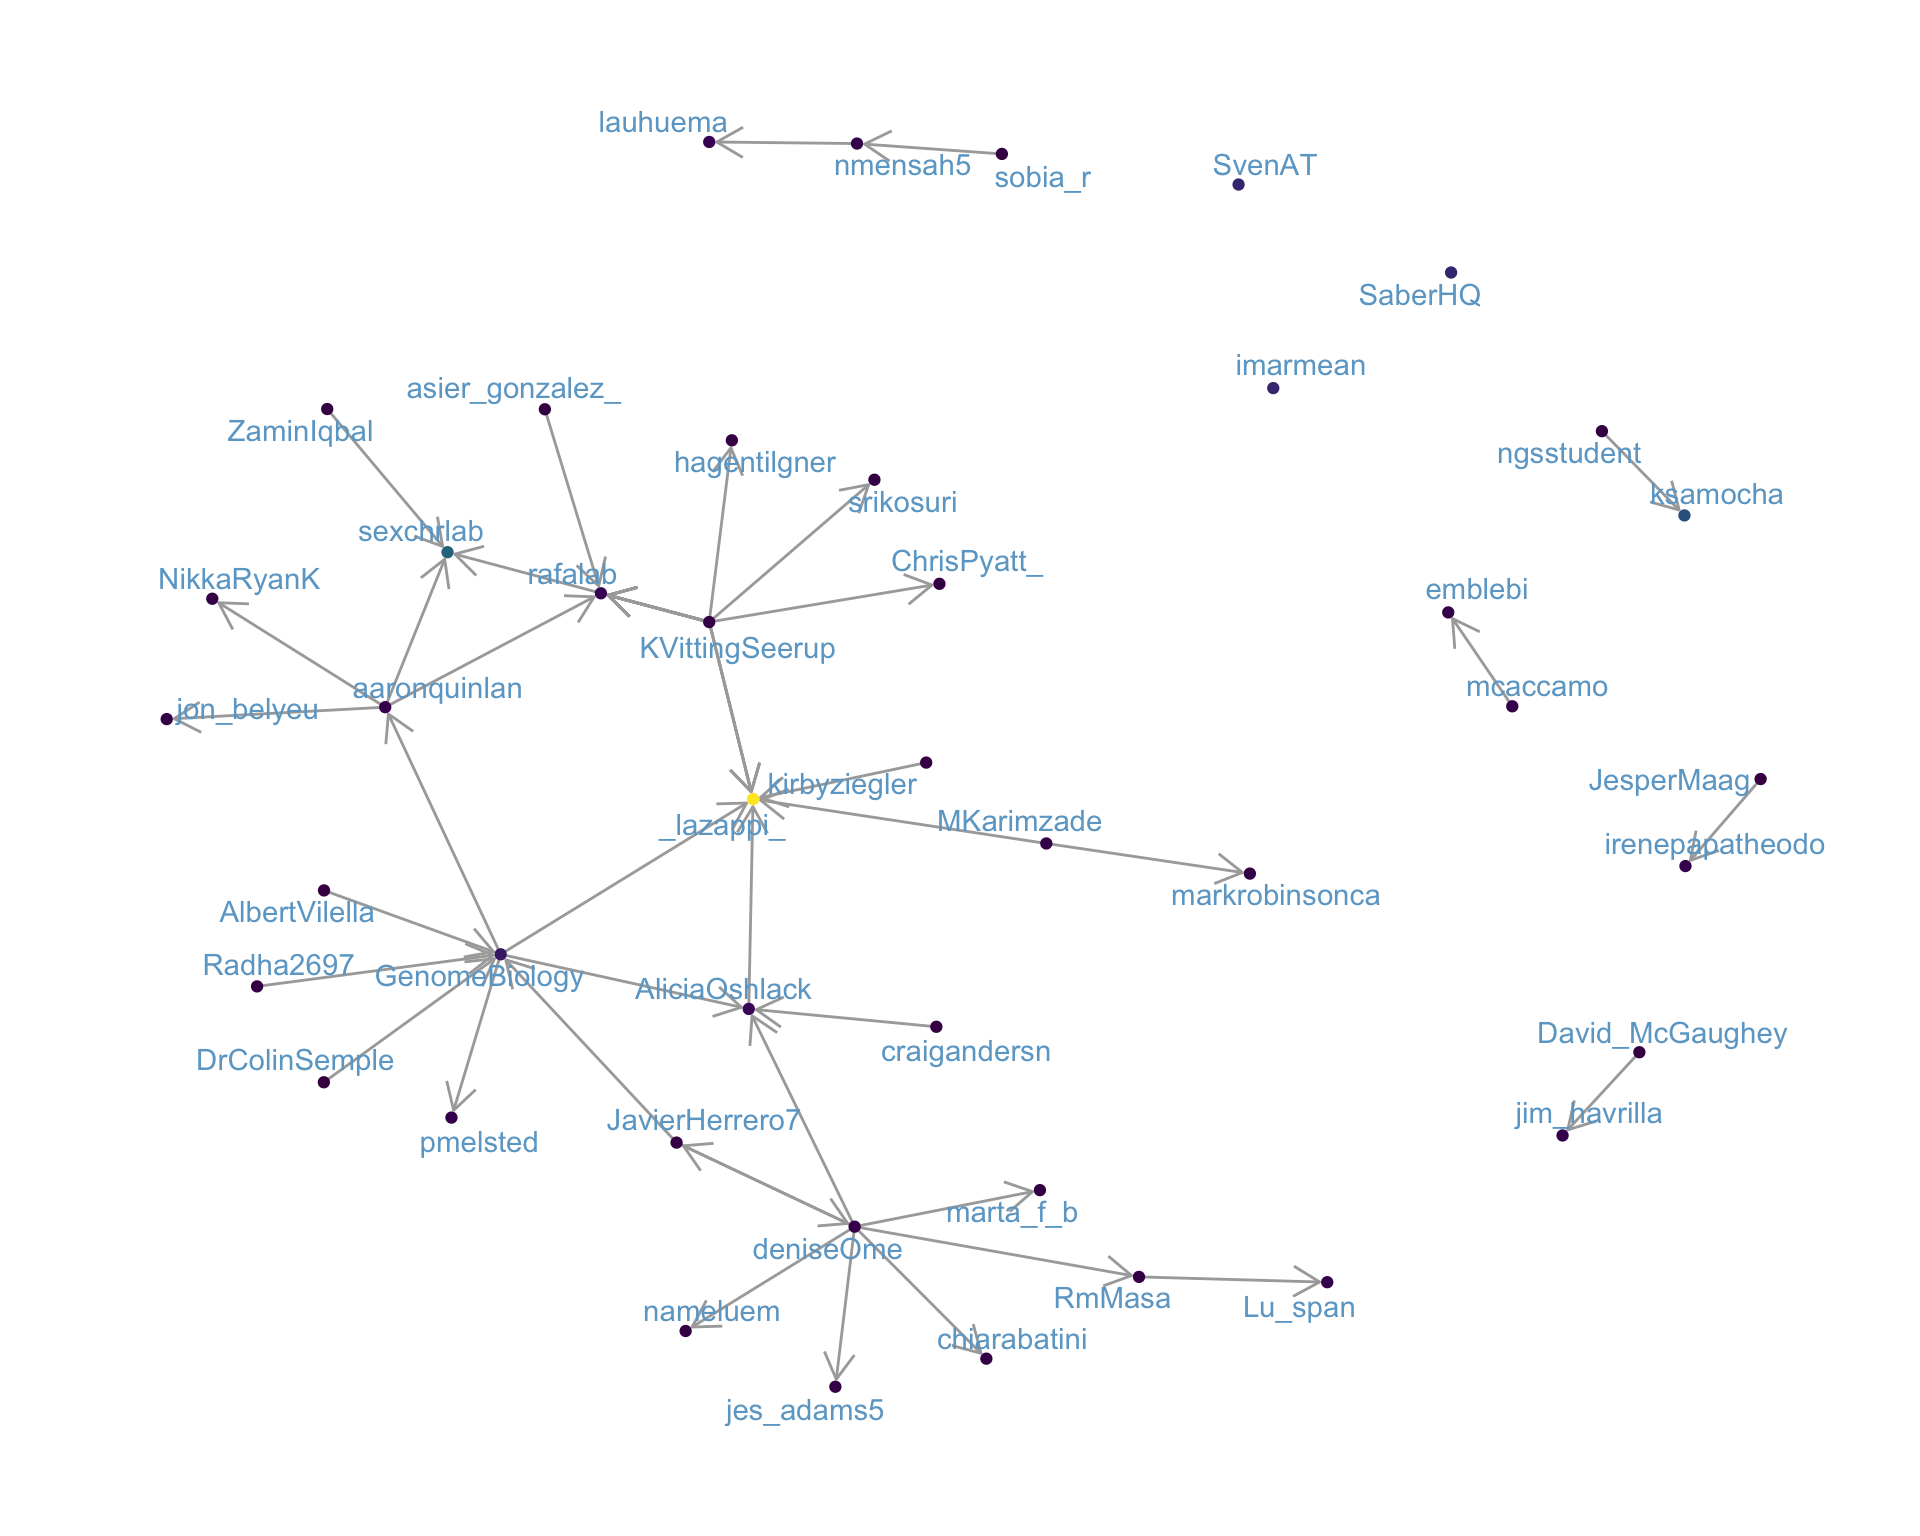 lauhuema
nmensah5
SvenAT
sobia_r
SaberHQ
imarmean
asier_gonzalez_
ZaminIqbal
hagentilgner
ngsstudent
srikosuri
ksamocha
sexchrlab
ChrisPyatt_
rafalab
NikkaRyanK
emblebi
KVittingSeerup
aaronquinlan
mcaccamo
jon_belyeu
kirbyziegler
JesperMaag
_lazappi_
MKarimzade
irenepapatheodo
markrobinsonca
AlbertVilella
Radha2697
GenomeBiology
AliciaOshlack
David_McGaughey
craigandersn
DrColinSemple
jim_havrilla
JavierHerrero7
pmelsted
marta_f_b
deniseOme
RmMasa
Lu_span
nameluem
chiarabatini
jes_adams5